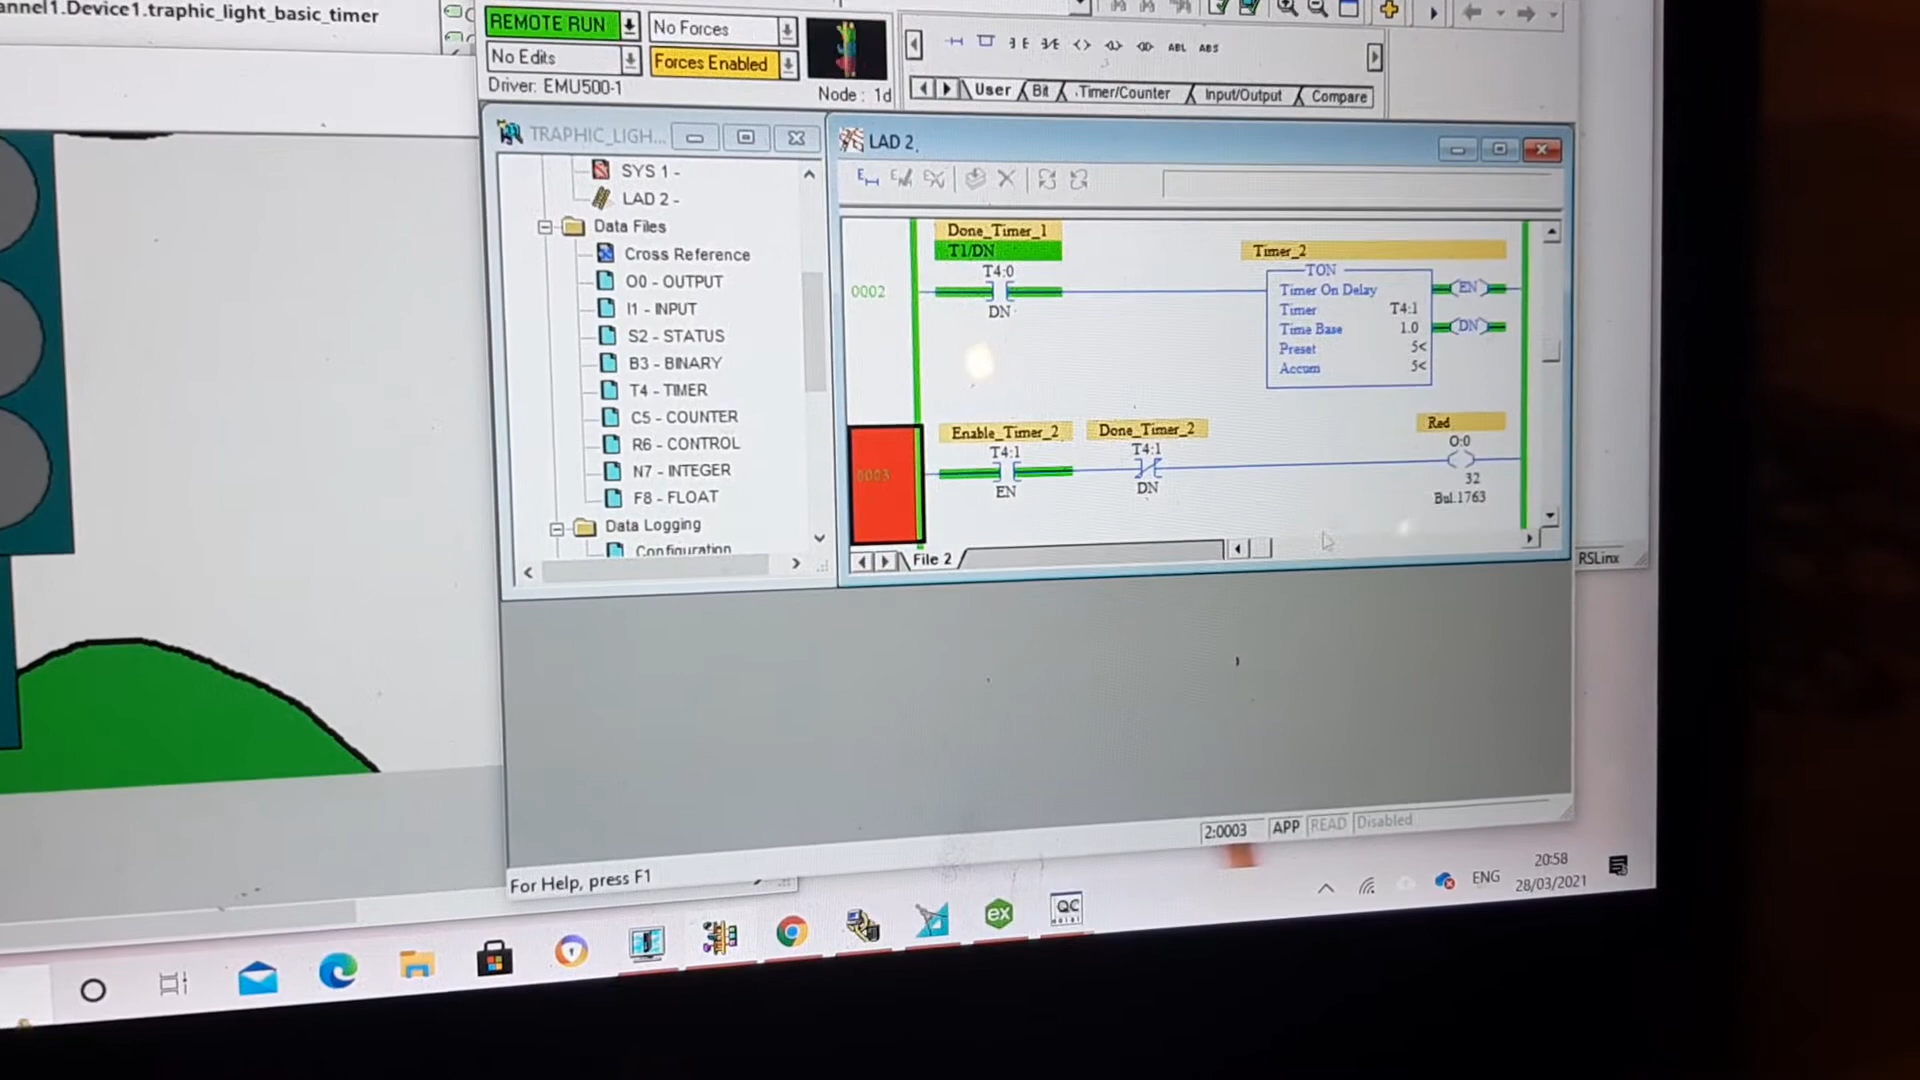 annel1.Device1.traphic_light_basic_timer
REMOTE RUN
No Forces
No Edits
Forces Enabled
Driver: EMU500-1
Node : 1d
ABL
ABS
User
Bit
Timer/Counter
Input/Output
Compare
TRAPHIC_LIGH...
SYS 1 -
LAD 2 -
Data Files
Cross Reference
O0 - OUTPUT
I1 - INPUT
S2 - STATUS
B3 - BINARY
T4 - TIMER
C5 - COUNTER
R6 - CONTROL
N7 - INTEGER
F8 - FLOAT
Data Logging
Configuration
LAD 2
Done_Timer_1
T1/DN
T4:0
DN
0002
Timer_2
TON
Timer On Delay
Timer T4:1
Time Base 1.0
Preset 5<
Accum 5<
EN
DN
0003
Enable_Timer_2
T4:1
EN
Done_Timer_2
T4:1
DN
Red
O:0
32
Bul.1763
File 2
RSLinx
2:0003
APP
READ
Disabled
For Help, press F1
ENG
20:58
28/03/2021
ex
QC